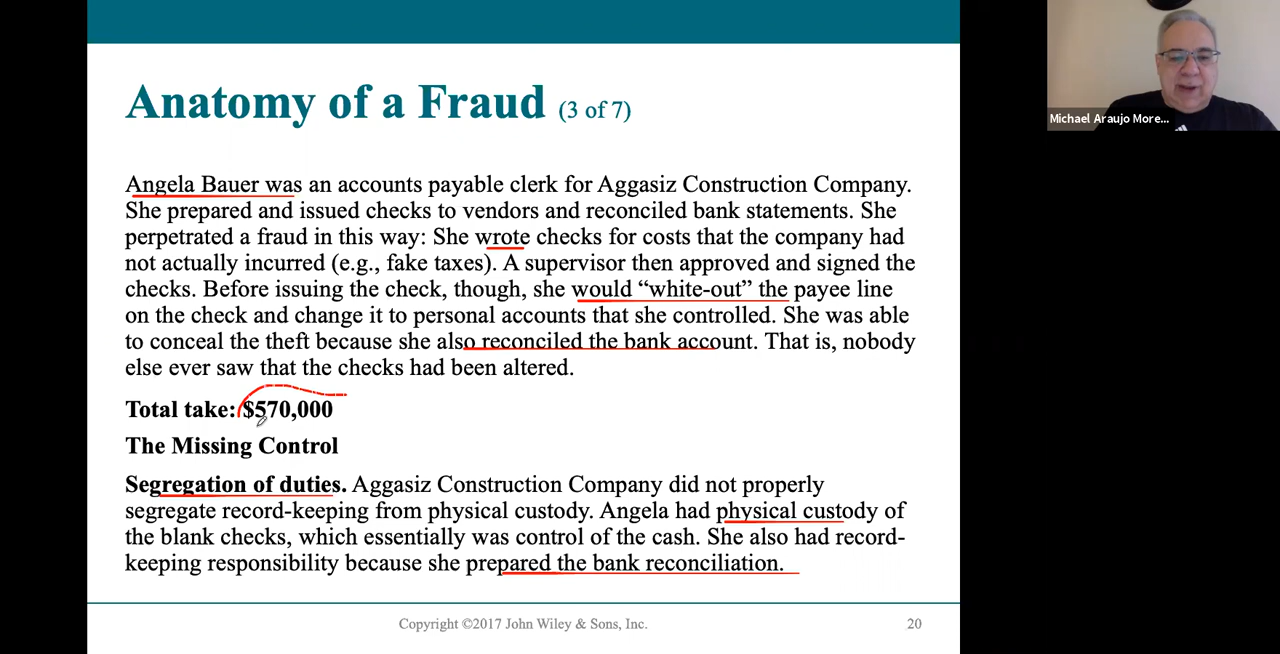 Anatomy of a Fraud (3 of 7)
Angela Bauer was an accounts payable clerk for Aggasiz Construction Company.
She prepared and issued checks to vendors and reconciled bank statements. She
perpetrated a fraud in this way: She wrote checks for costs that the company had
not actually incurred (e.g., fake taxes). A supervisor then approved and signed the
checks. Before issuing the check, though, she would “white-out” the payee line
on the check and change it to personal accounts that she controlled. She was able
to conceal the theft because she also reconciled the bank account. That is, nobody
else ever saw that the checks had been altered.
Total take: $570,000
The Missing Control
Segregation of duties. Aggasiz Construction Company did not properly
segregate record-keeping from physical custody. Angela had physical custody of
the blank checks, which essentially was control of the cash. She also had record-
keeping responsibility because she prepared the bank reconciliation.
Copyright ©2017 John Wiley & Sons, Inc.
20
Michael Araujo More...